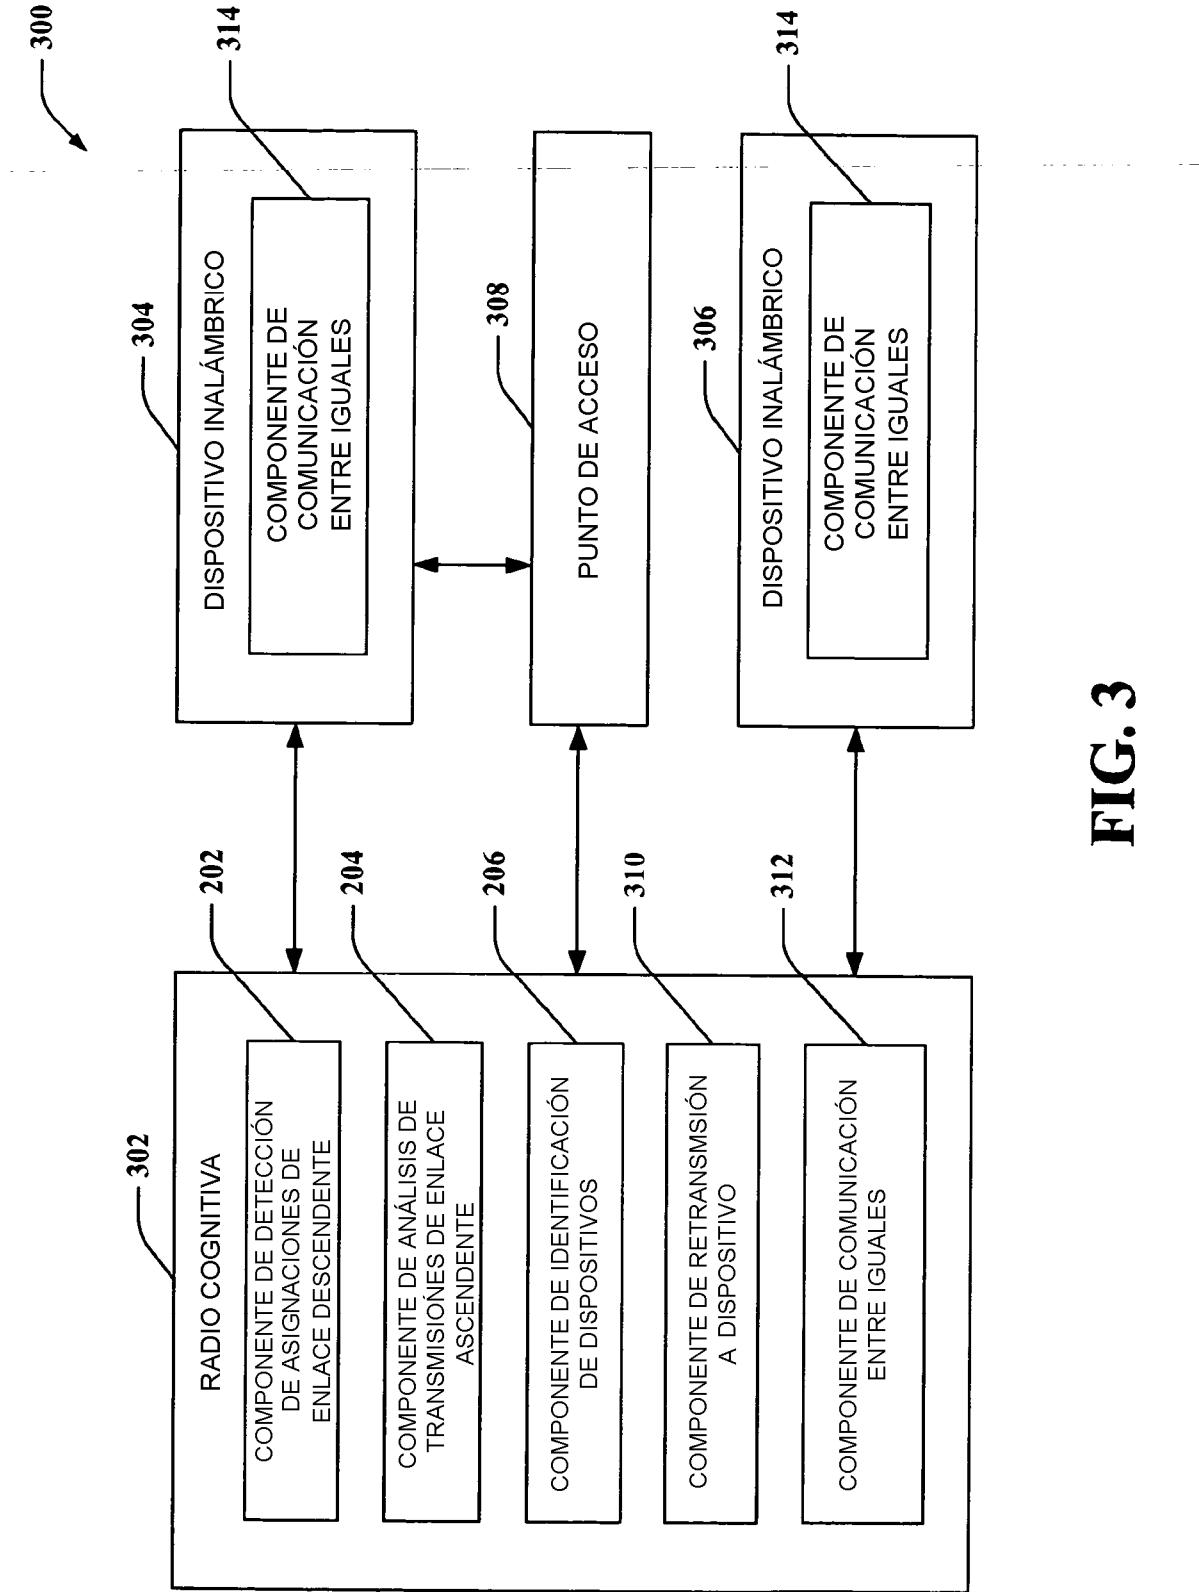 300
302
RADIO COGNITIVA
202
COMPONENTE DE DETECCIÓN
DE ASIGNACIONES DE
ENLACE DESCENDENTE
204
COMPONENTE DE ANÁLISIS DE
TRANSMISIÓNES DE ENLACE
ASCENDENTE
206
COMPONENTE DE IDENTIFICACIÓN
DE DISPOSITIVOS
310
COMPONENTE DE RETRANSMSIÓN
A DISPOSITIVO
312
COMPONENTE DE COMUNICACIÓN
ENTRE IGUALES
304
DISPOSITIVO INALÁMBRICO
314
COMPONENTE DE
COMUNICACIÓN
ENTRE IGUALES
308
PUNTO DE ACCESO
306
DISPOSITIVO INALÁMBRICO
314
COMPONENTE DE
COMUNICACIÓN
ENTRE IGUALES
FIG. 3